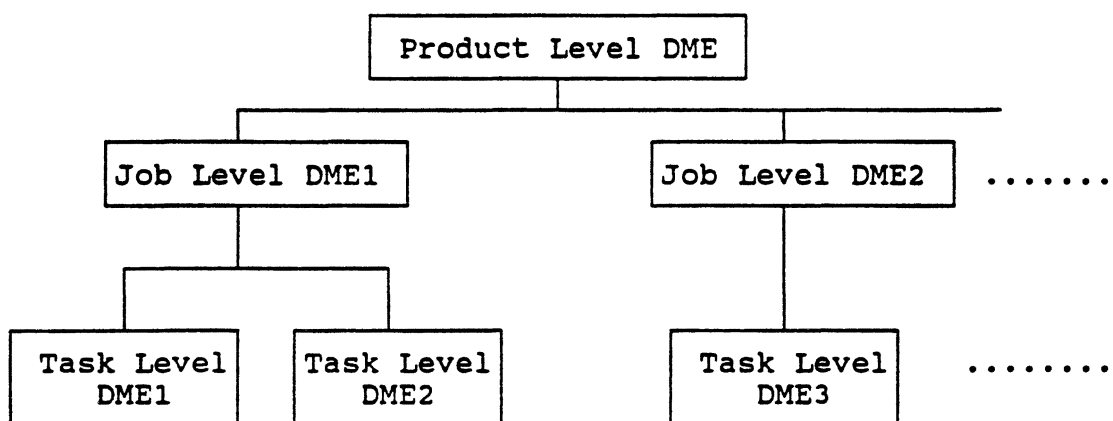 Product Level DME
Job Level DME1
Job Level DME2
.......
Task Level
DME1
Task Level
DME2
Task Level
DME3
........